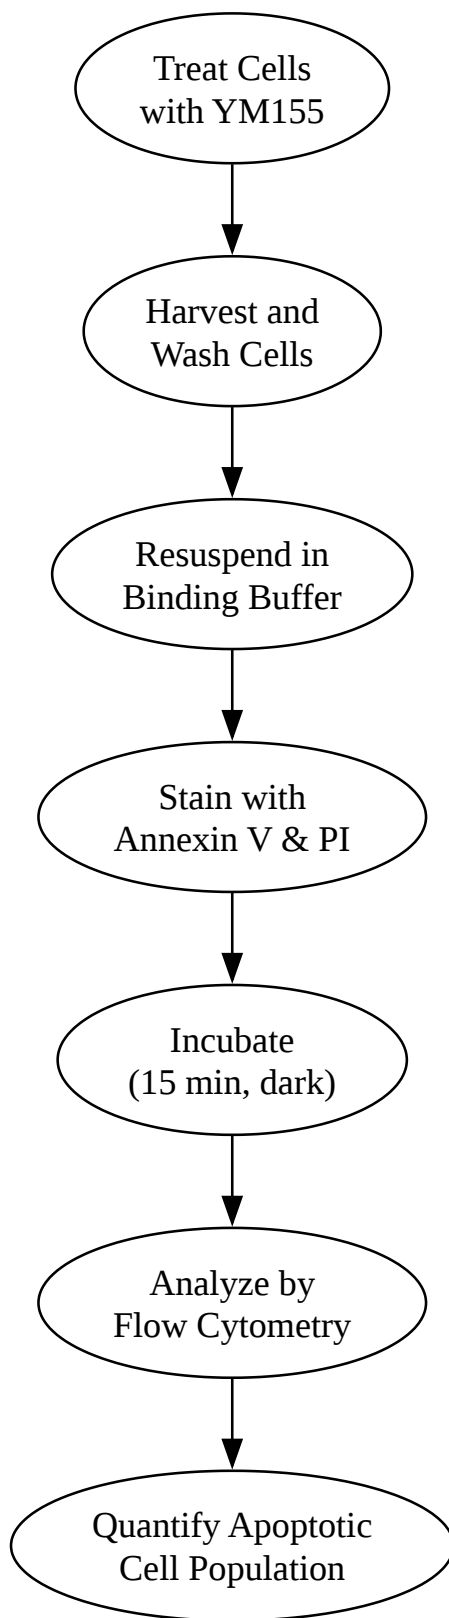 Treat Cells
with YM155
Harvest and
Wash Cells
Resuspend in
Binding Buffer
Stain with
Annexin V & PI
Incubate
(15 min, dark)
Analyze by
Flow Cytometry
Quantify Apoptotic
Cell Population